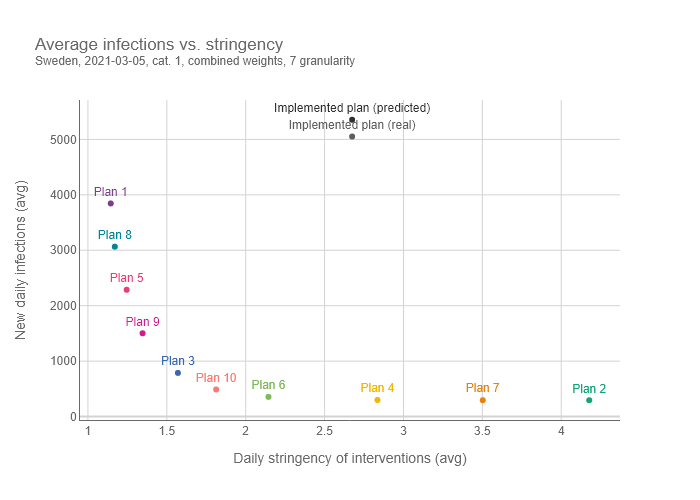 Average infections vs. stringency
Sweden, 2021-03-05, cat. 1, combined weights, 7 granularity
Implemented plan (predicted)
Implemented plan (real)
5000
4000
3000
2000
1000
0
New daily infections (avg)
Plan 1
Plan 8
Plan 5
Plan 9
Plan 3
Plan 10
Plan 6
Plan 4
Plan 7
Plan 2
1
1.5
2
2.5
3
3.5
4
Daily stringency of interventions (avg)